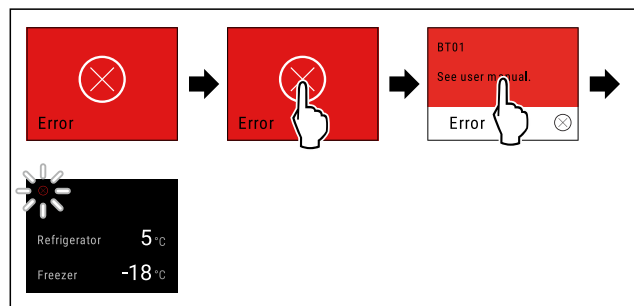 Error
Error
BT01
See user manual.
Error
Refrigerator 5°C
Freezer -18°C